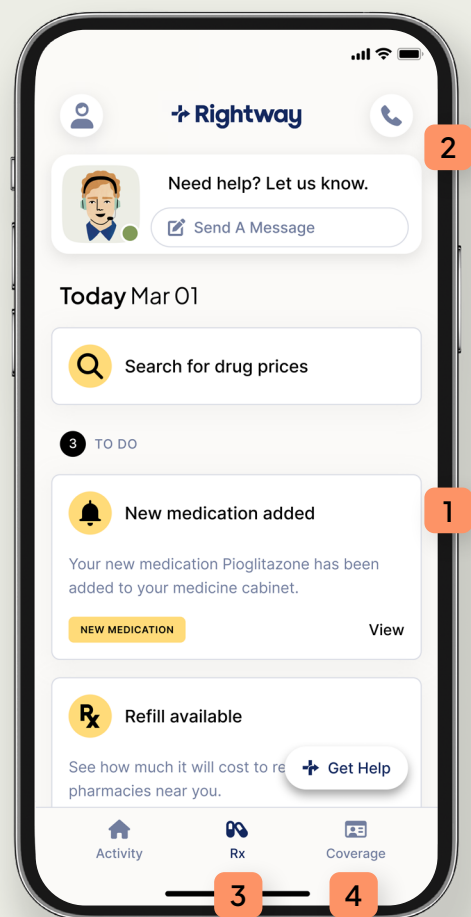 Rightway
2
Need help? Let us know.
Send A Message
Today Mar 01
Search for drug prices
3 TO DO
1
New medication added
Your new medication Pioglitazone has been
added to your medicine cabinet.
NEW MEDICATION
View
Rx
Refill available
See how much it will cost to re
Get Help
pharmacies near you.
Activity
Rx
Coverage
3
4